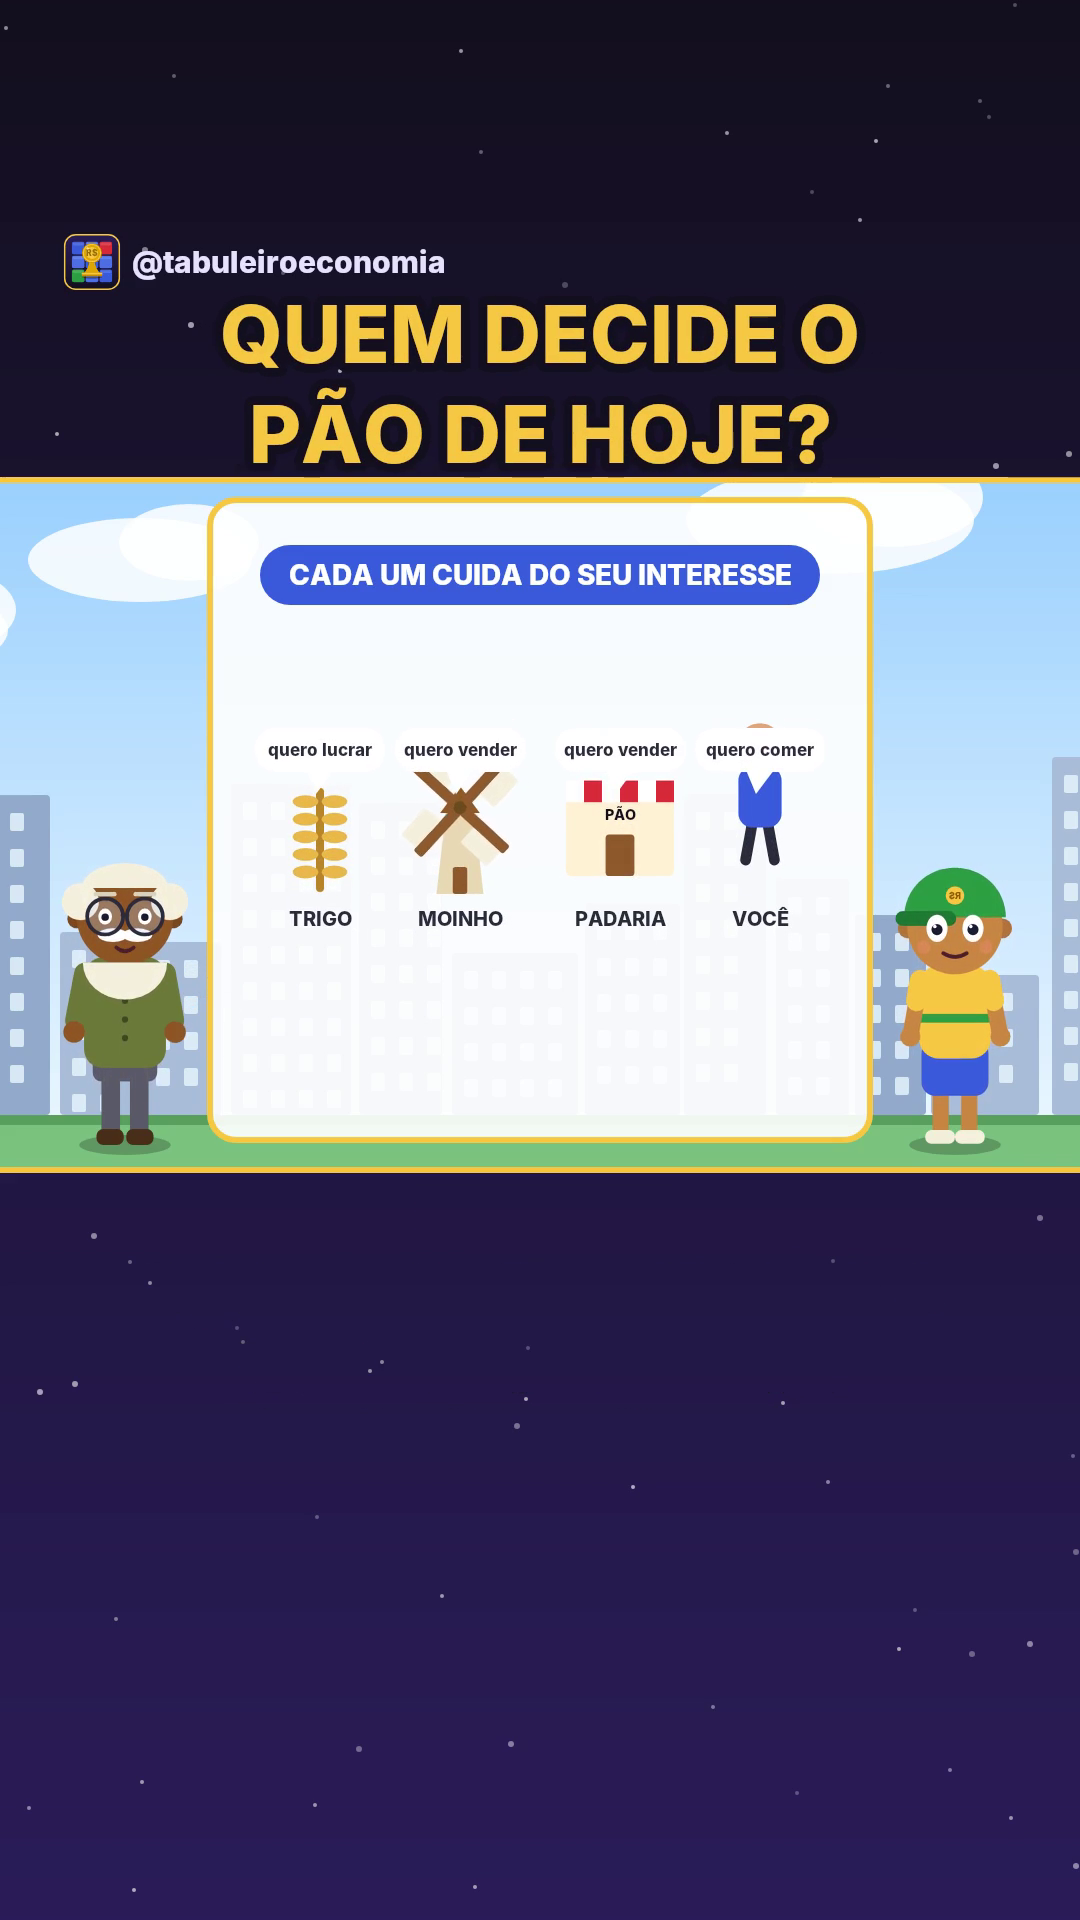 @tabuleiroeconomia
QUEM DECIDE O
PÃO DE HOJE?
CADA UM CUIDA DO SEU INTERESSE
quero lucrar
quero vender
quero vender
quero comer
PÃO
TRIGO
MOINHO
PADARIA
VOCÊ